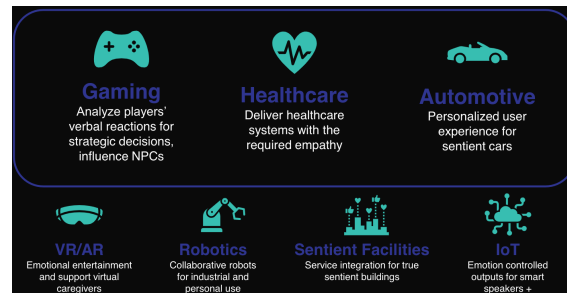 Gaming
Analyze players'
verbal reactions for
strategic decisions,
influence NPCs
Healthcare
Deliver healthcare
systems with the
required empathy
Automotive
Personalized user
experience for
sentient cars
VR/AR
Emotional entertainment
and support virtual
caregivers
Robotics
Collaborative robots
for industrial and
personal use
Sentient Facilities
Service integration for true
sentient buildings
IoT
Emotion controlled
outputs for smart
speakers +